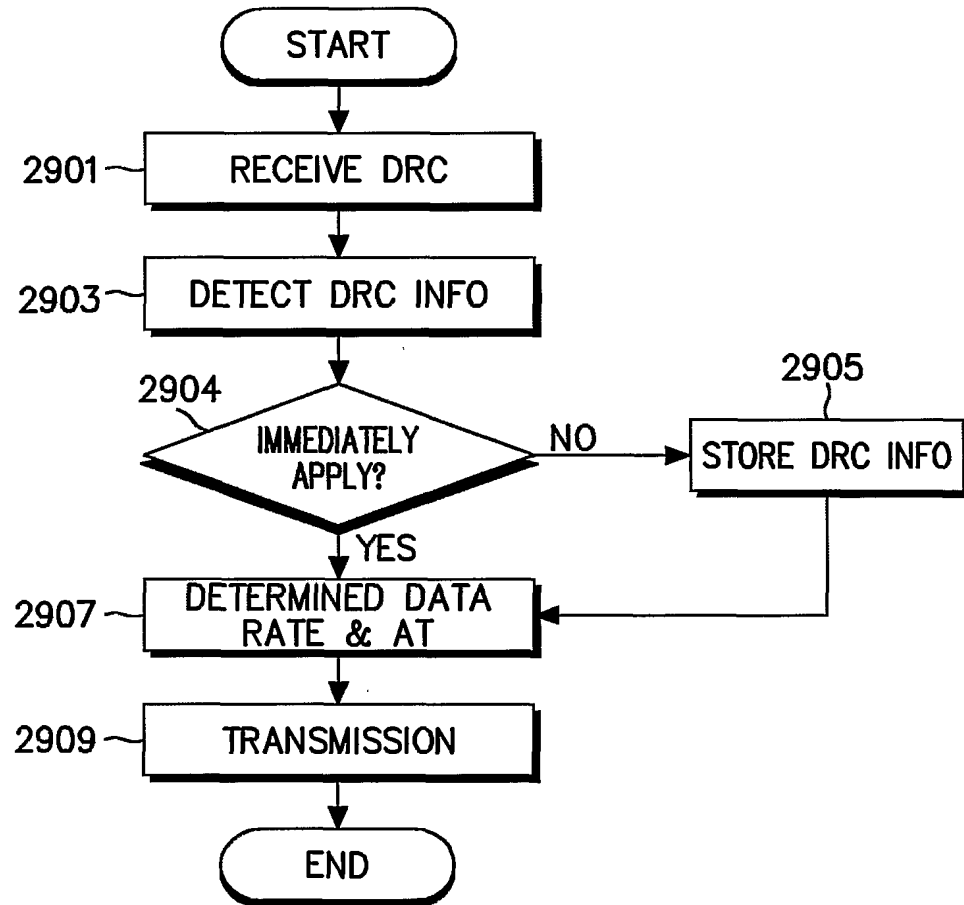 START
2901
RECEIVE DRC
2903
DETECT DRC INFO
2904
IMMEDIATELY
APPLY?
NO
2905
STORE DRC INFO
YES
2907
DETERMINED DATA
RATE & AT
2909
TRANSMISSION
END